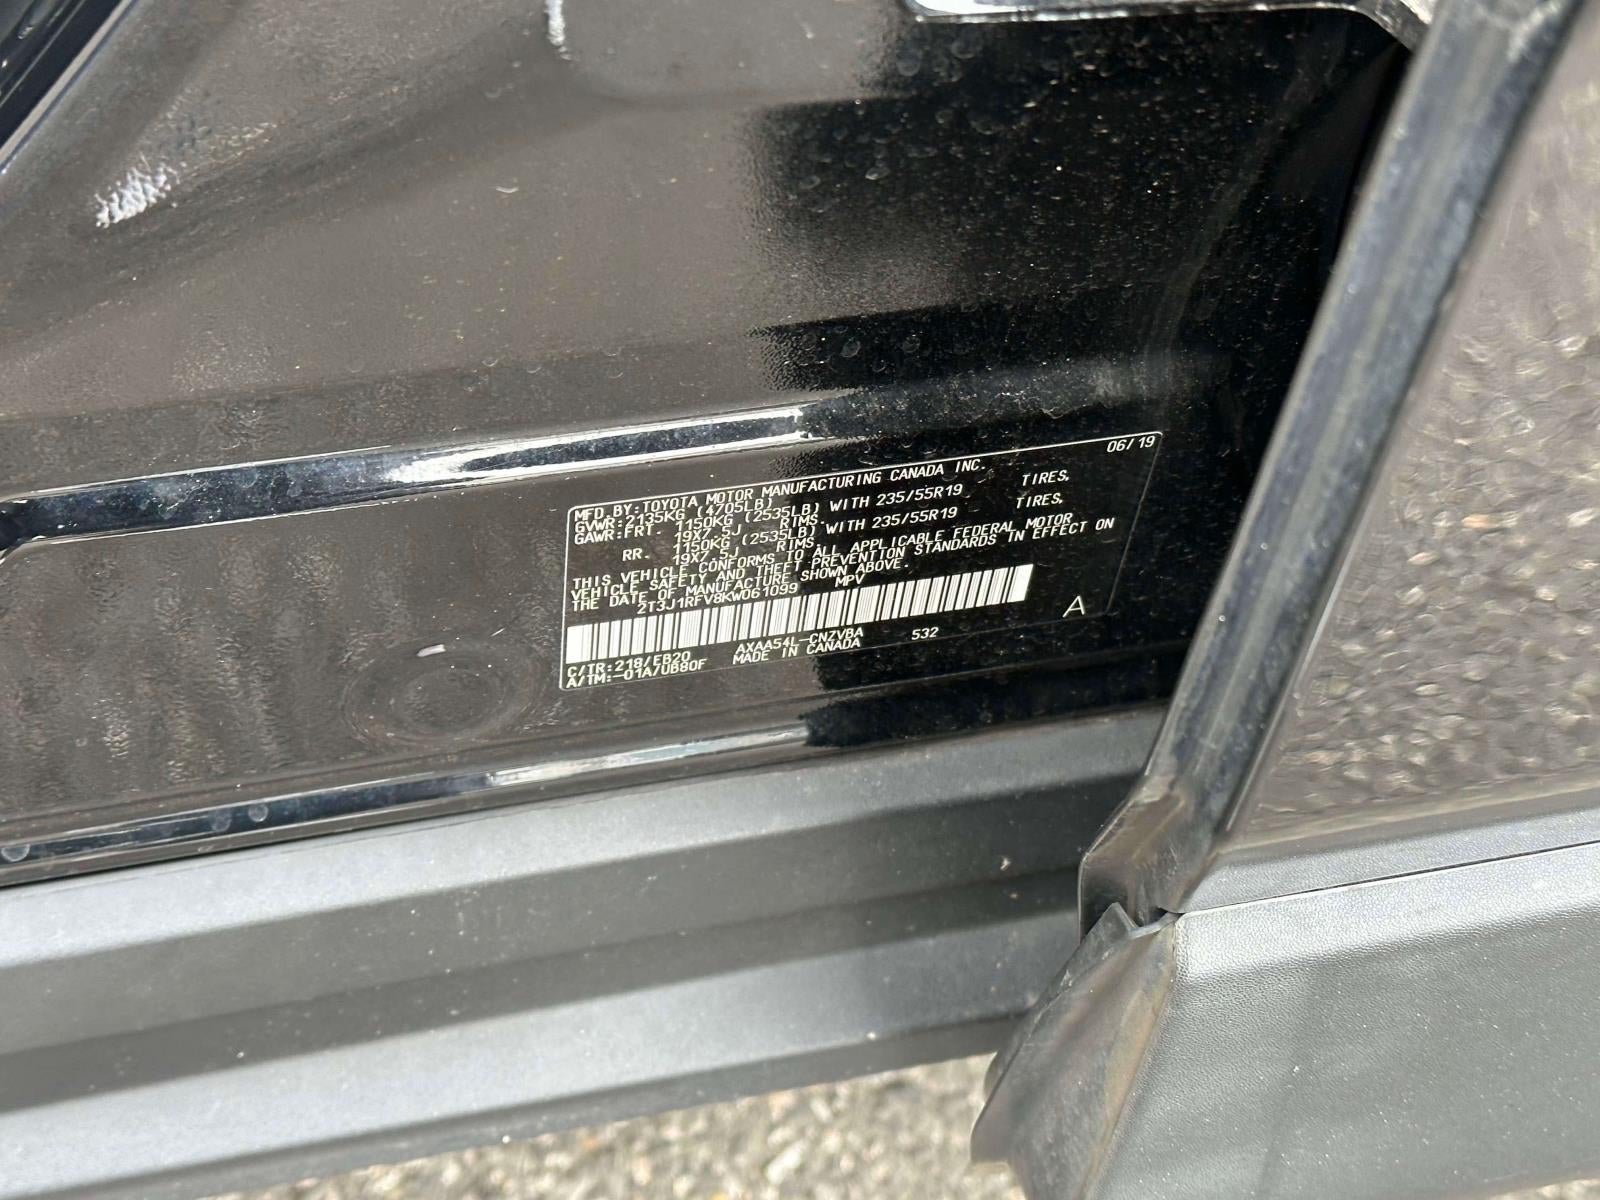 MFD.BY:TOYOTA MOTOR MANUFACTURING CANADA INC. 06/19
GVWR:2135KG (4705LB)
GAWR:FRT. 1150KG (2535LB) WITH 235/55R19 TIRES,
19X7.5J RIMS.
RR. 1150KG (2535LB) WITH 235/55R19 TIRES,
19X7.5J RIMS.
THIS VEHICLE CONFORMS TO ALL APPLICABLE FEDERAL MOTOR
VEHICLE SAFETY AND THEFT PREVENTION STANDARDS IN EFFECT ON
THE DATE OF MANUFACTURE SHOWN ABOVE.
2T3J1RFV8KW061099 MPV
A
C/TR:218/EB20 AXAA54L-CNZVBA 532
A/TM:-01A/UB80F MADE IN CANADA